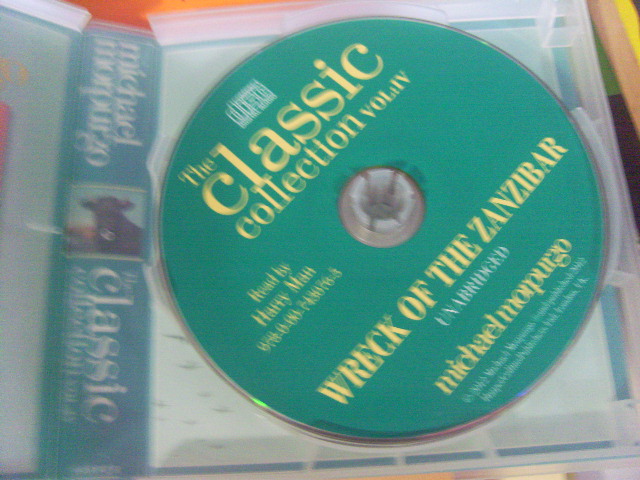 michael
morpurgo
The
classic
The
classic
collection VOL.IV
Read by
Harry Man
WRECK OF THE ZANZIBAR
UNABRIDGED
michael morpurgo